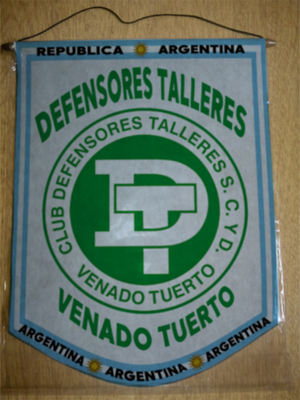 REPUBLICA ARGENTINA
DEFENSORES TALLERES
CLUB DEFENSORES TALLERES S. C. Y D.
DT
VENADO TUERTO
VENADO TUERTO
ARGENTINA ARGENTINA ARGENTINA